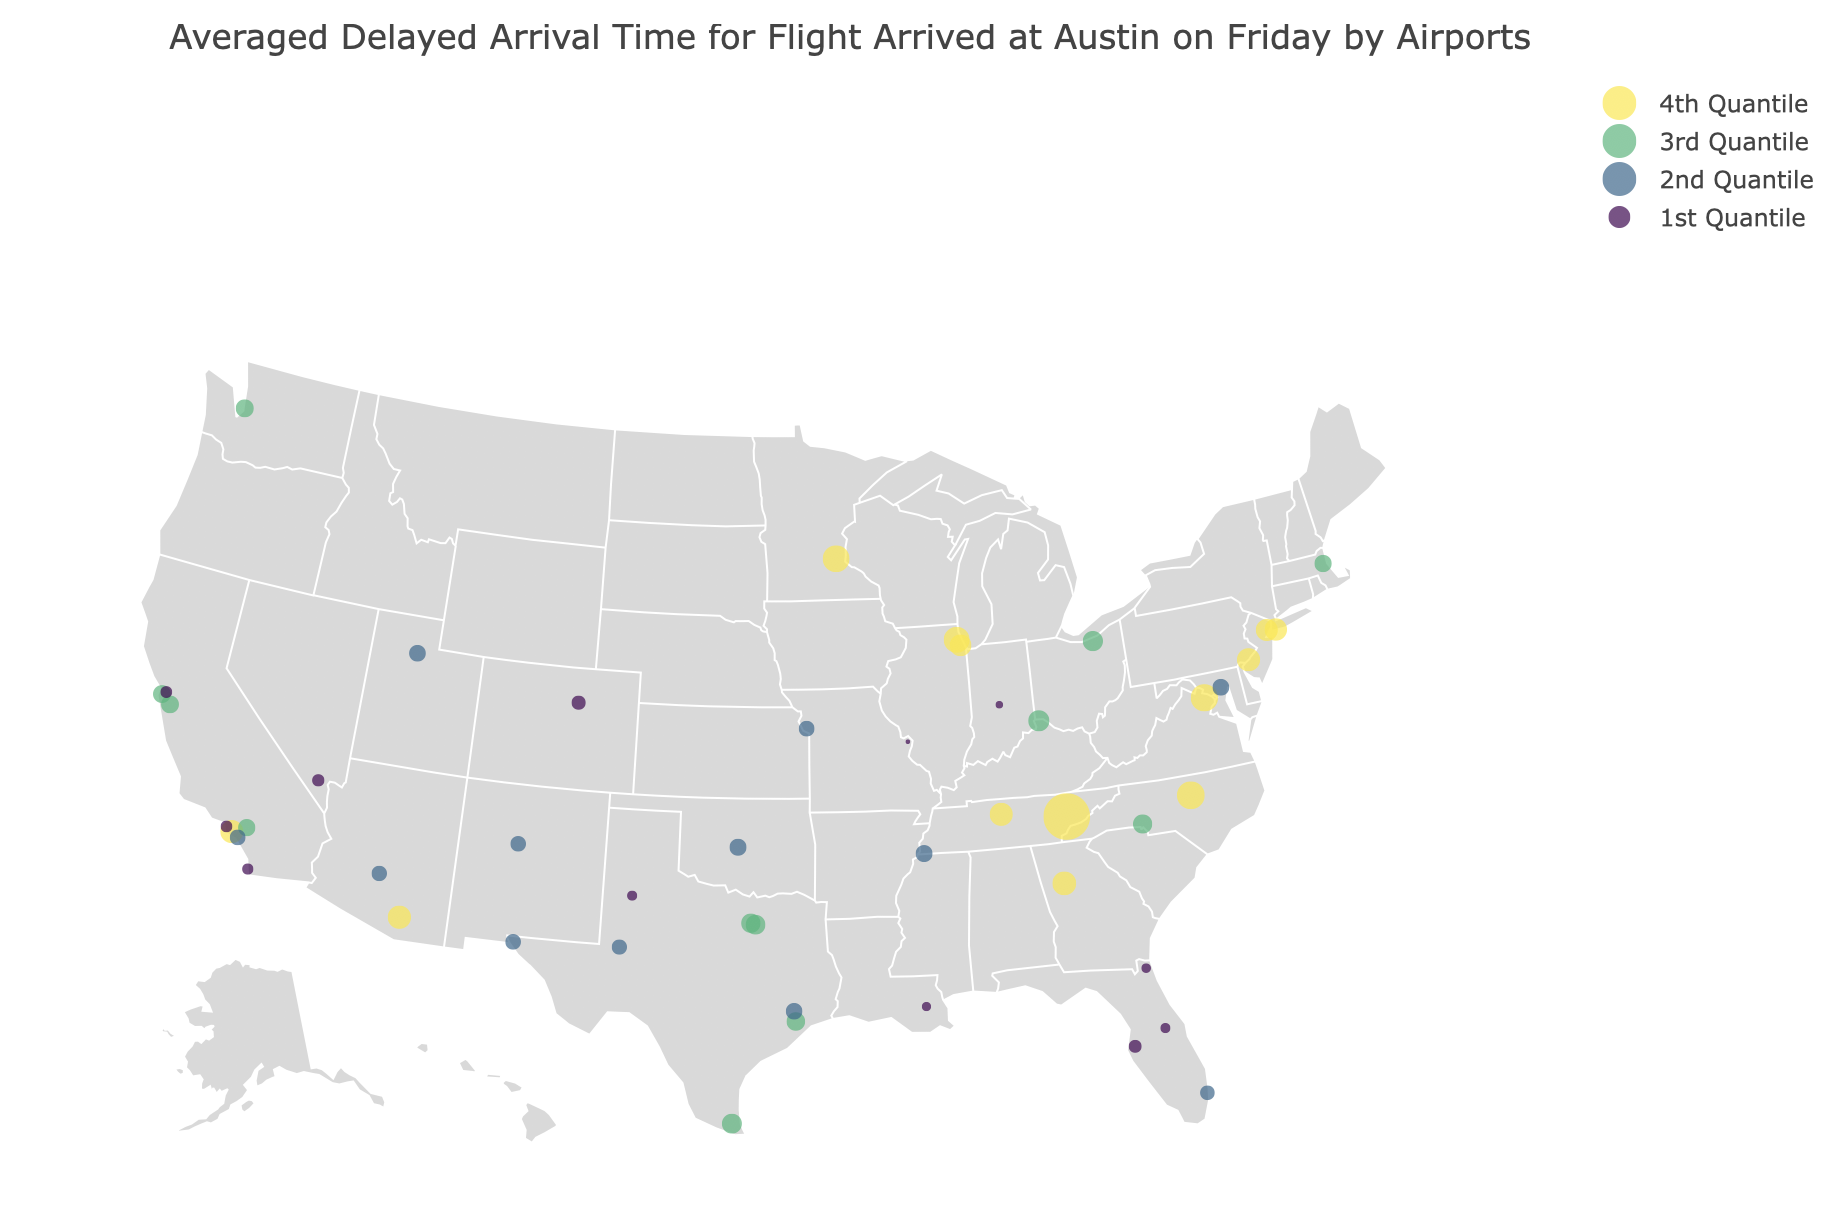 Averaged Delayed Arrival Time for Flight Arrived at Austin on Friday by Airports
4th Quantile
3rd Quantile
2nd Quantile
1st Quantile